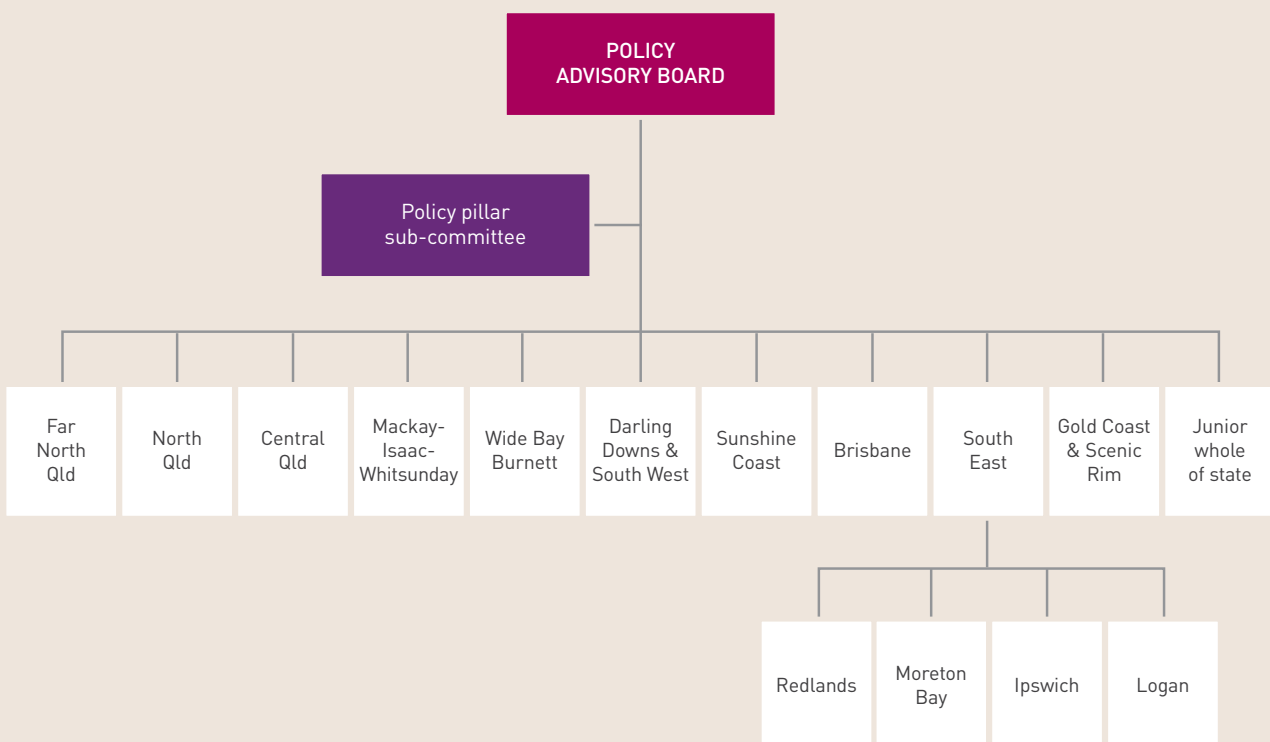 POLICY
ADVISORY BOARD
Policy pillar
sub-committee
Far
North
Qld
North
Qld
Central
Qld
Mackay-
Isaac-
Whitsunday
Wide Bay
Burnett
Darling
Downs &
South West
Sunshine
Coast
Brisbane
South
East
Gold Coast
& Scenic
Rim
Junior
whole
of state
Redlands
Moreton
Bay
Ipswich
Logan